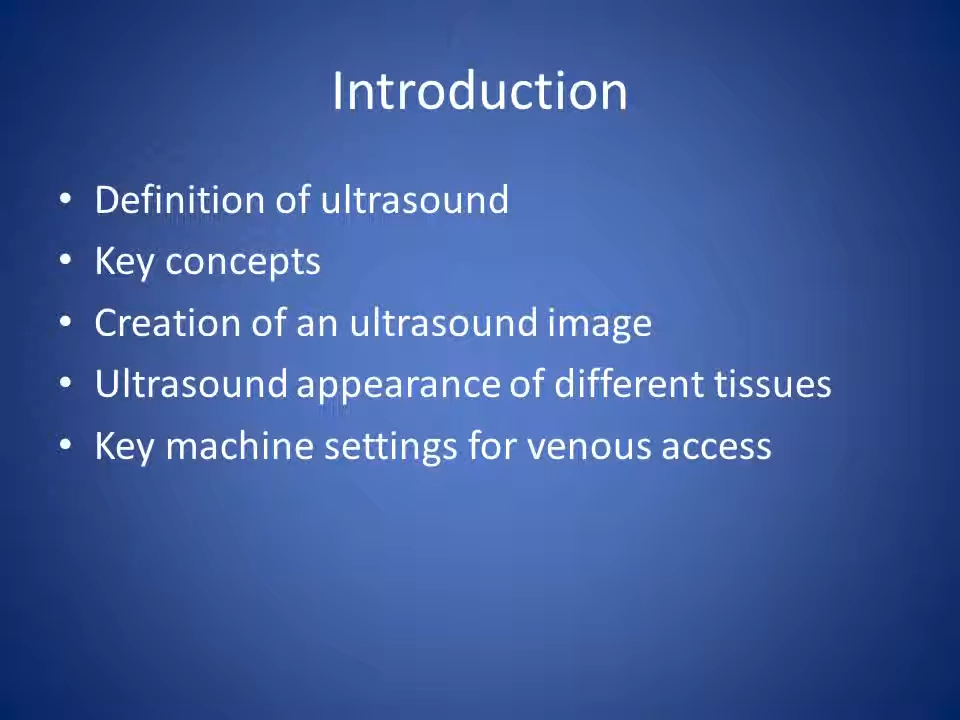 Introduction
• Definition of ultrasound
• Key concepts
• Creation of an ultrasound image
• Ultrasound appearance of different tissues
• Key machine settings for venous access